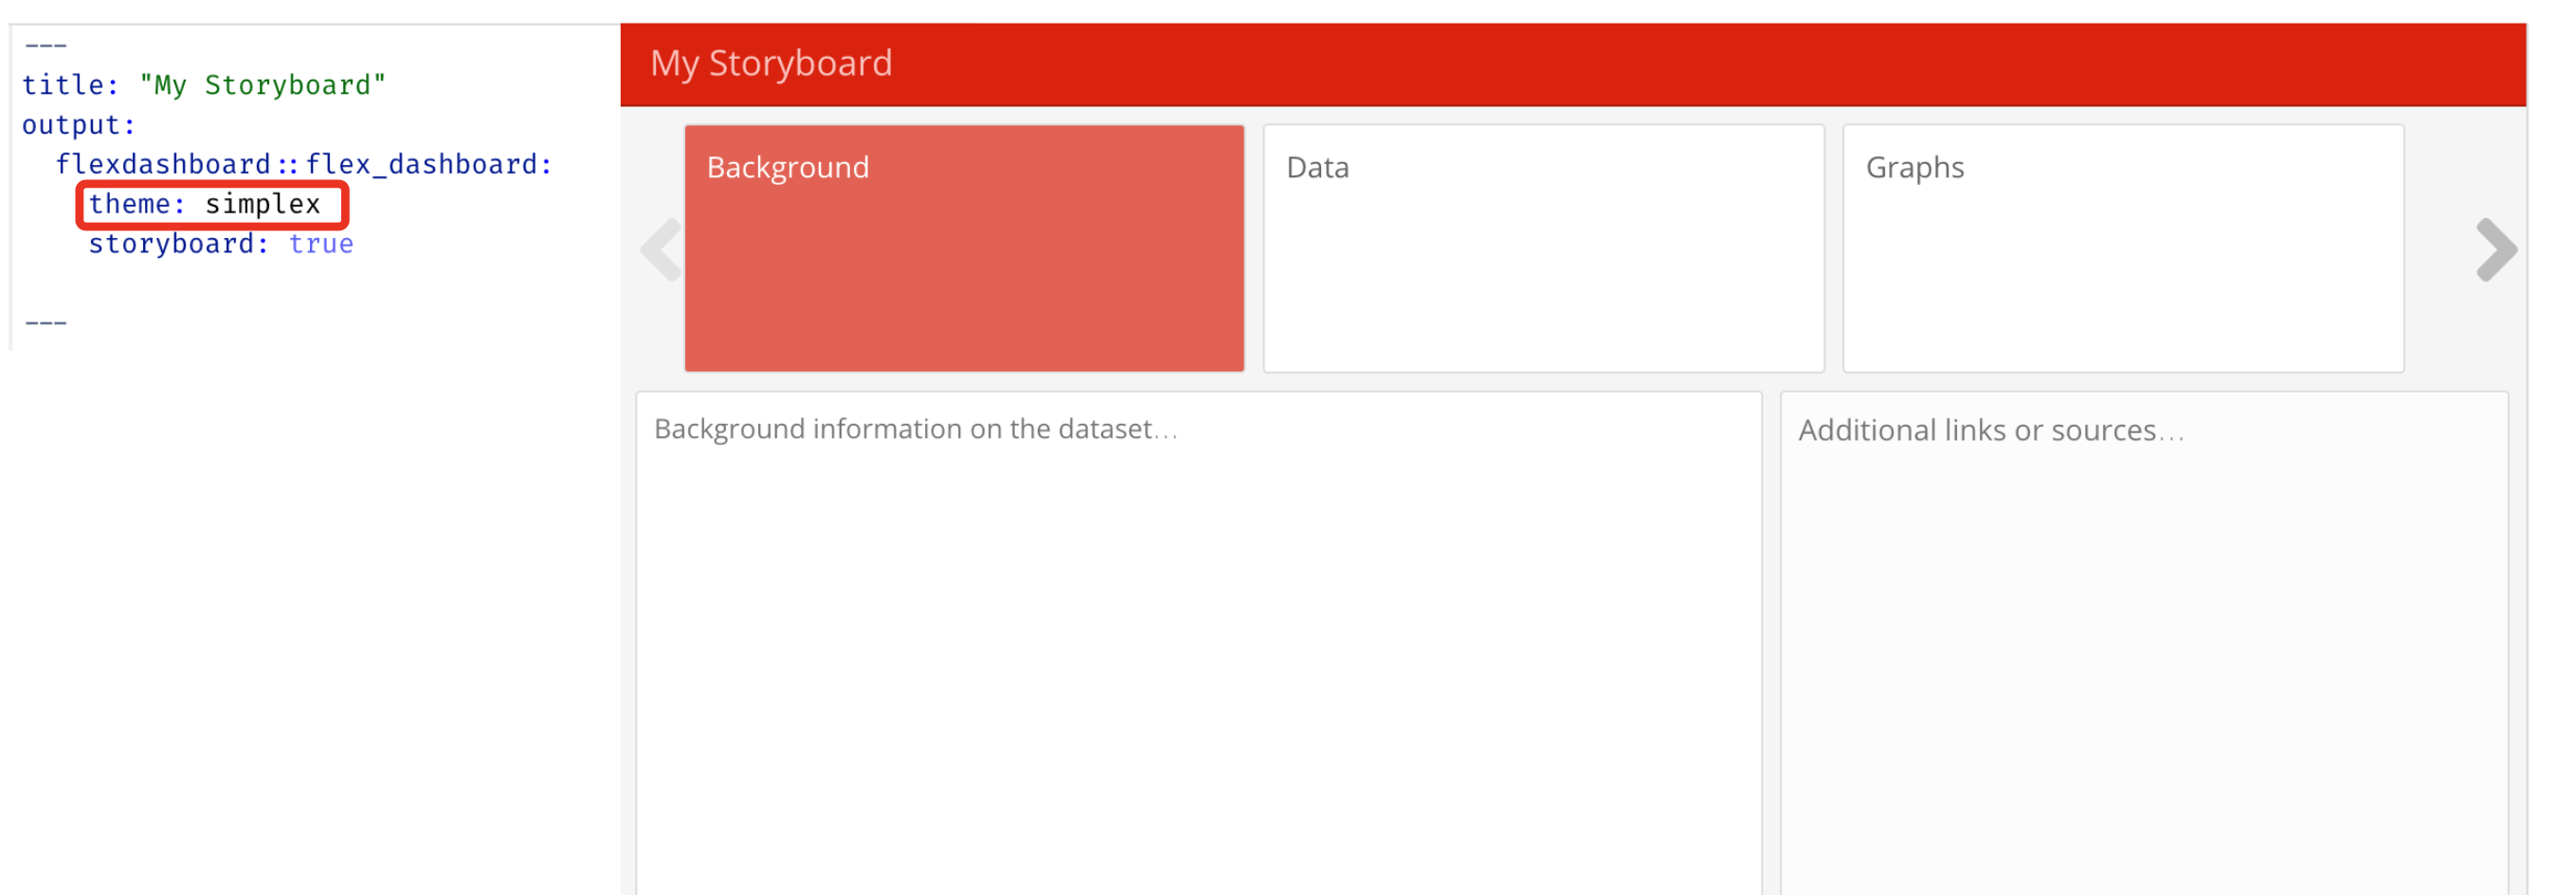 ---
title: "My Storyboard"
output:
  flexdashboard::flex_dashboard:
    theme: simplex
    storyboard: true
---
My Storyboard
Background
Data
Graphs
Background information on the dataset...
Additional links or sources...